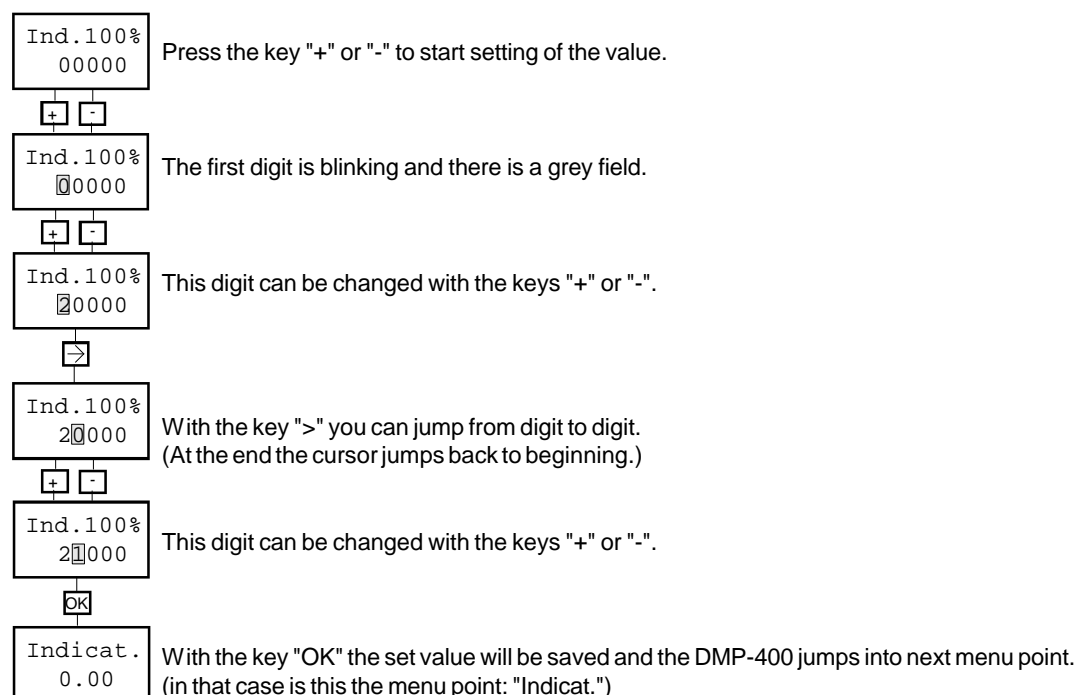 Ind.100%
00000
Press the key "+" or "-" to start setting of the value.
+ -
Ind.100%
00000
The first digit is blinking and there is a grey field.
+ -
Ind.100%
20000
This digit can be changed with the keys "+" or "-".
→
Ind.100%
20000
With the key ">" you can jump from digit to digit.
(At the end the cursor jumps back to beginning.)
+ -
Ind.100%
21000
This digit can be changed with the keys "+" or "-".
OK
Indicat.
0.00
With the key "OK" the set value will be saved and the DMP-400 jumps into next menu point.
(in that case is this the menu point: "Indicat.")